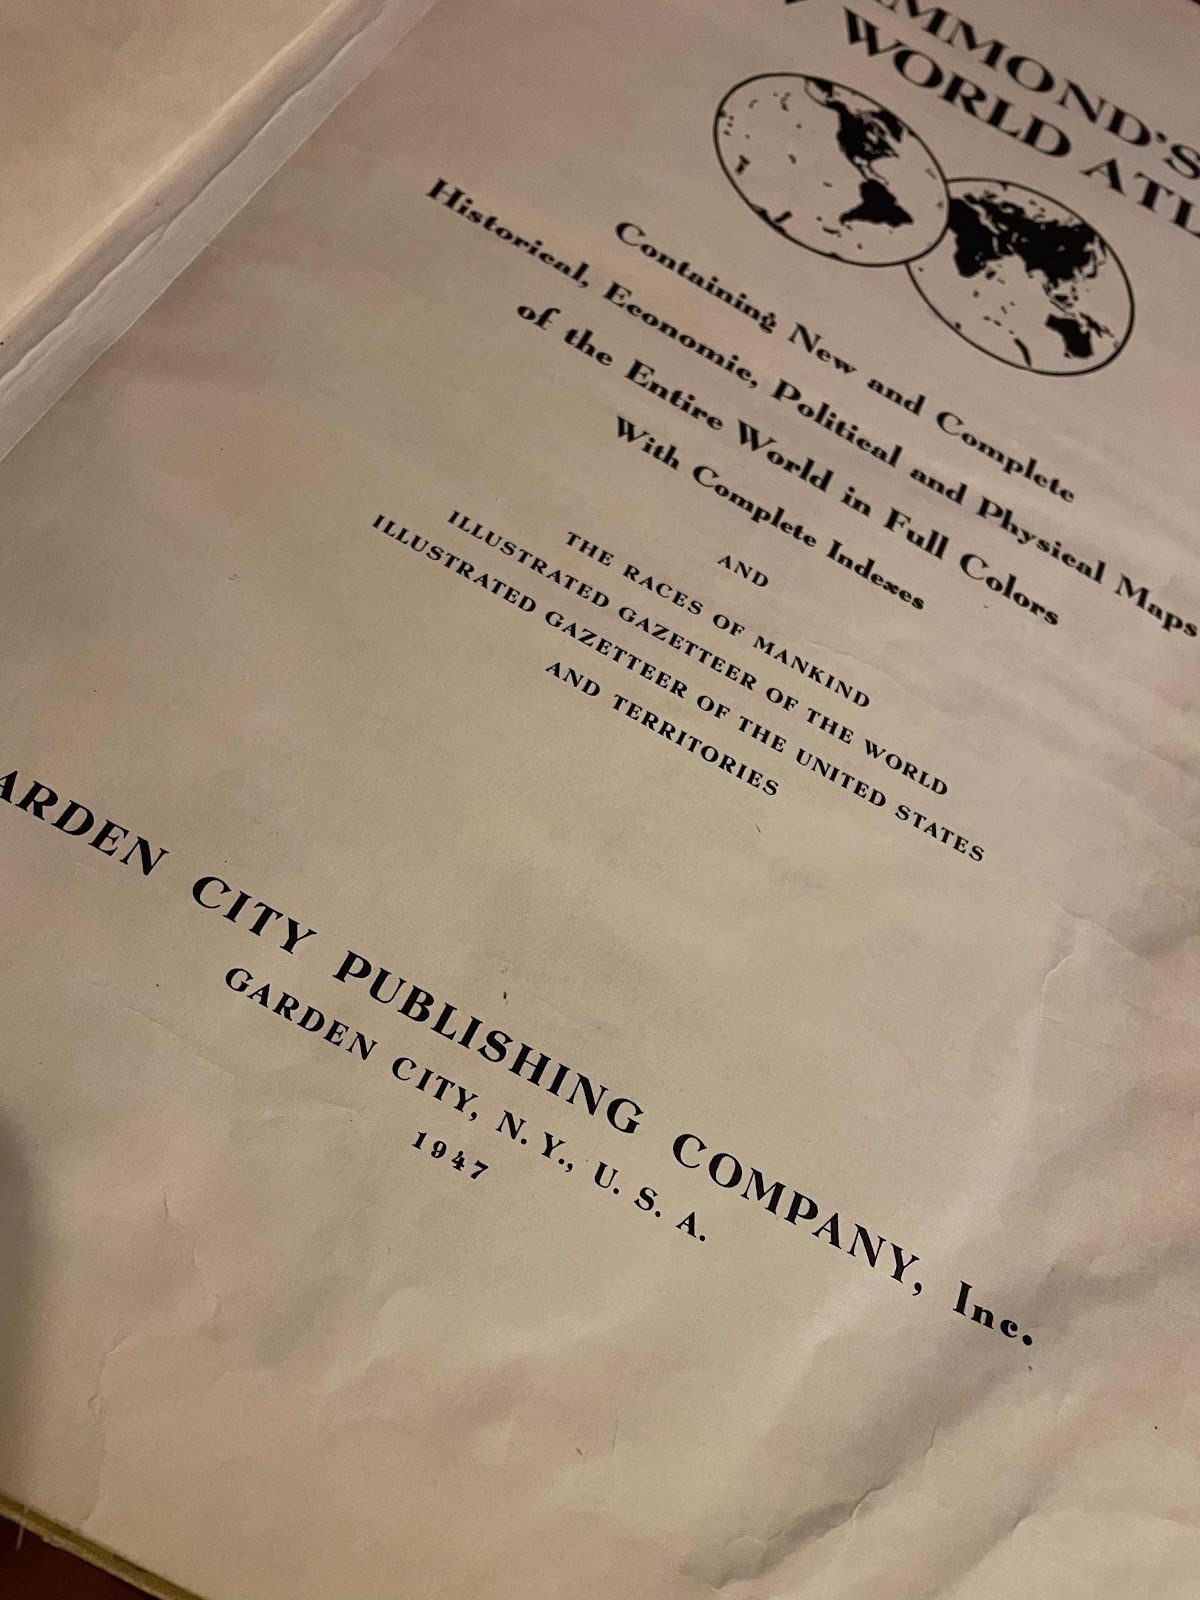 MMOND'S
WORLD ATL
Containing New and Complete
Historical, Economic, Political and Physical Maps
of the Entire World in Full Colors
With Complete Indexes
AND
THE RACES OF MANKIND
ILLUSTRATED GAZETTEER OF THE WORLD
ILLUSTRATED GAZETTEER OF THE UNITED STATES
AND TERRITORIES
ARDEN CITY PUBLISHING COMPANY, Inc.
GARDEN CITY, N. Y., U. S. A.
1947